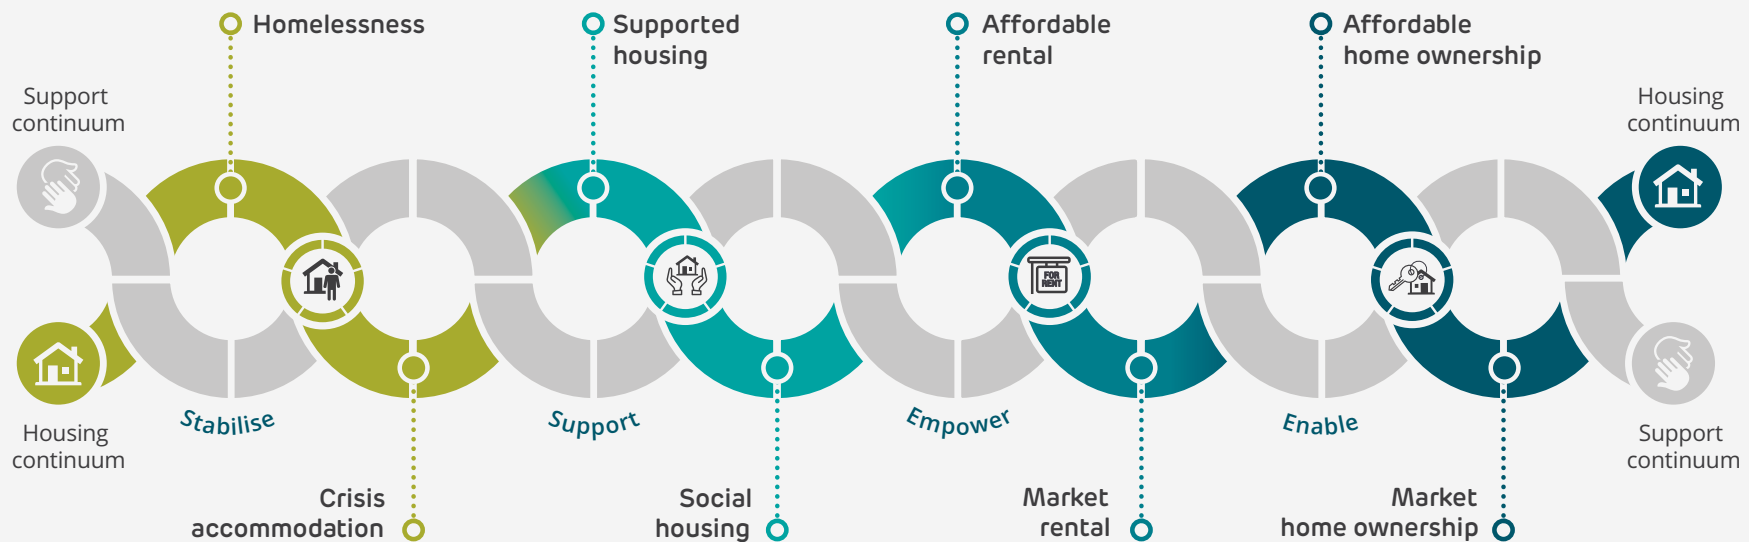 Homelessness
Supported
housing
Affordable
rental
Affordable
home ownership
Support
continuum
Housing
continuum
FOR
RENT
Stabilise
Support
Empower
Enable
Housing
continuum
Support
continuum
Crisis
accommodation
Social
housing
Market
rental
Market
home ownership